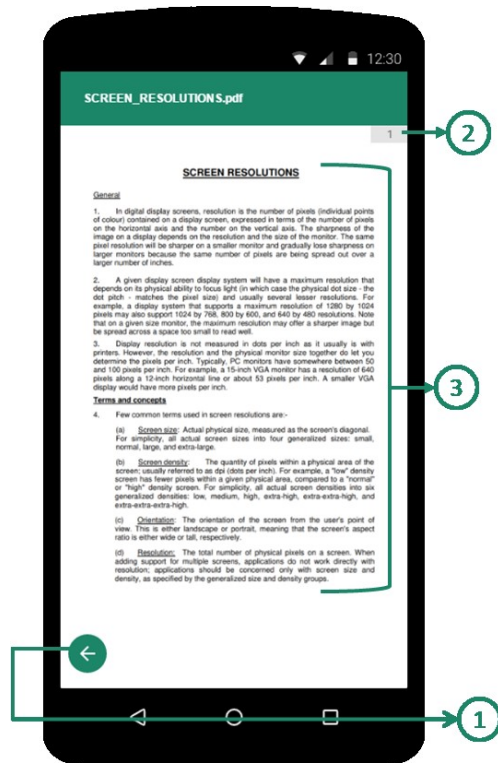 12:30
SCREEN_RESOLUTIONS.pdf
1
2
SCREEN RESOLUTIONS
General
1. In digital display screens, resolution is the number of pixels (individual points
of colour) contained on a display screen, expressed in terms of the number of pixels
on the horizontal axis and the number on the vertical axis. The sharpness of the
image on a display depends on the resolution and the size of the monitor. The same
pixel resolution will be sharper on a smaller monitor and gradually lose sharpness on
larger monitors because the same number of pixels are being spread out over a
larger number of inches.
2. A given display screen display system will have a maximum resolution that
depends on its physical ability to focus light (in which case the physical dot size - the
dot pitch - matches the pixel size) and usually several lesser resolutions. For
example, a display system that supports a maximum resolution of 1280 by 1024
pixels may also support 1024 by 768, 800 by 600, and 640 by 480 resolutions. Note
that on a given size monitor, the maximum resolution may offer a sharper image but
be spread across a space too small to read well.
3. Display resolution is not measured in dots per inch as it usually is with
printers. However, the resolution and the physical monitor size together do let you
determine the pixels per inch. Typically, PC monitors have somewhere between 50
and 100 pixels per inch. For example, a 15-inch VGA monitor has a resolution of 640
pixels along a 12-inch horizontal line or about 53 pixels per inch. A smaller VGA
display would have more pixels per inch.
3
Terms and concepts
4. Few common terms used in screen resolutions are:-
(a) Screen size: Actual physical size, measured as the screen's diagonal.
For simplicity, all actual screen sizes into four generalized sizes: small,
normal, large, and extra-large.
(b) Screen density: The quantity of pixels within a physical area of the
screen; usually referred to as dpi (dots per inch). For example, a "low" density
screen has fewer pixels within a given physical area, compared to a "normal"
or "high" density screen. For simplicity, all actual screen densities into six
generalized densities: low, medium, high, extra-high, extra-extra-high, and
extra-extra-extra-high.
(c) Orientation: The orientation of the screen from the user's point of
view. This is either landscape or portrait, meaning that the screen's aspect
ratio is either wide or tall, respectively.
(d) Resolution: The total number of physical pixels on a screen. When
adding support for multiple screens, applications do not work directly with
resolution; applications should be concerned only with screen size and
density, as specified by the generalized size and density groups.
1